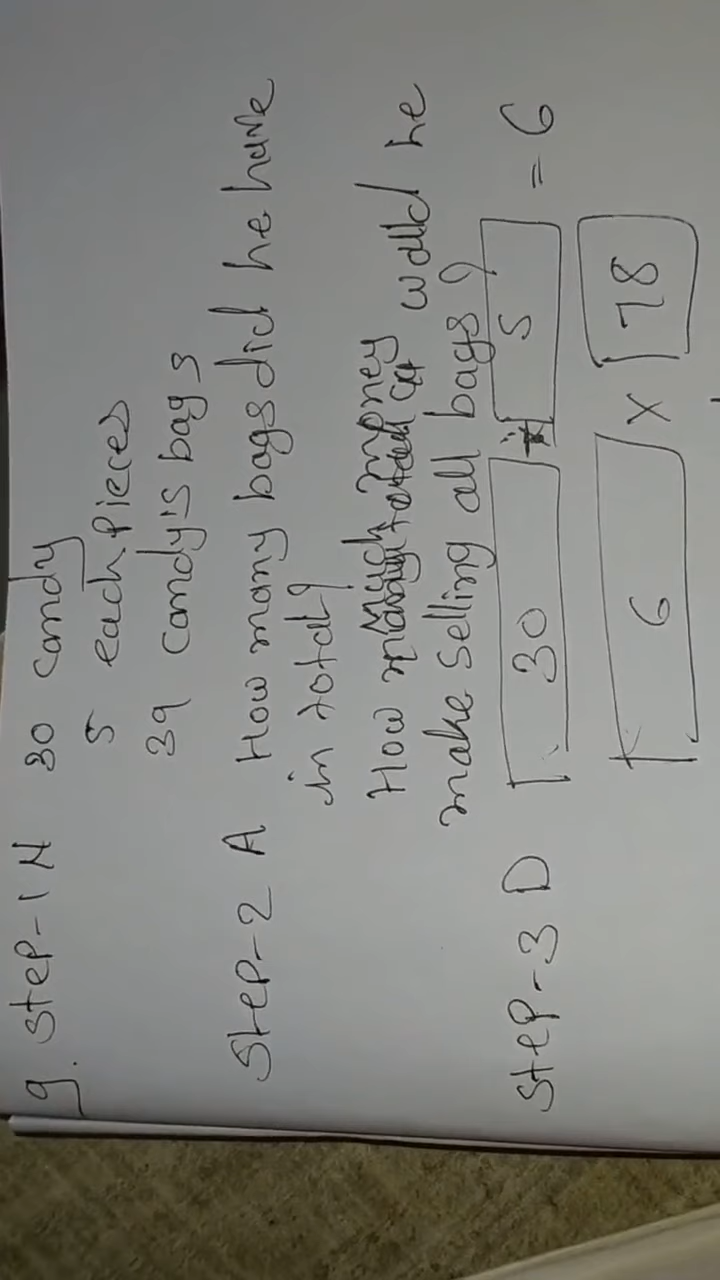 9. Step-1 N 30 candy
5 each pieces
39 candy's bags
Step-2 A How many bags did he have
in total?
How much money would he
make selling all bags?
Step-3 D 30 ÷ 5 = 6
6 x 78